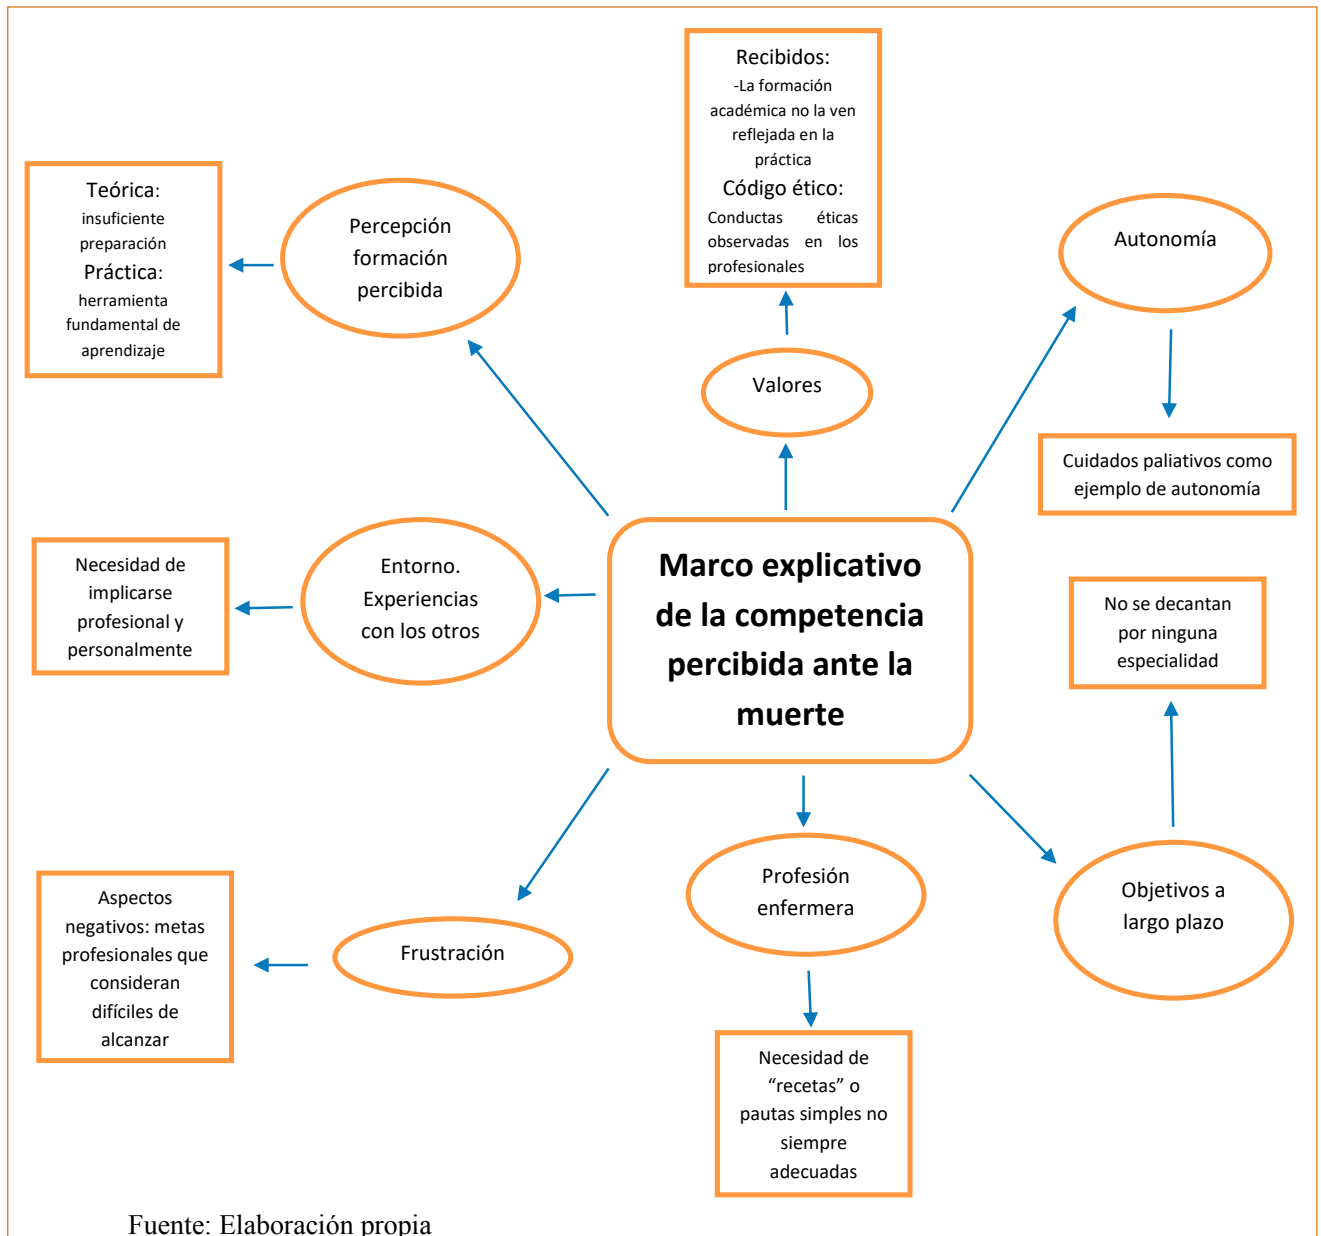 Recibidos:
-La formación
académica no la ven
reflejada en la
práctica
Código ético:
Conductas éticas
observadas en los
profesionales
Teórica:
insuficiente
preparación
Práctica:
herramienta
fundamental de
aprendizaje
Percepción
formación
percibida
Valores
Autonomía
Cuidados paliativos como
ejemplo de autonomía
Necesidad de
implicarse
profesional y
personalmente
Entorno.
Experiencias
con los otros
Marco explicativo
de la competencia
percibida ante la
muerte
No se decantan
por ninguna
especialidad
Aspectos
negativos: metas
profesionales que
consideran
difíciles de
alcanzar
Frustración
Profesión
enfermera
Objetivos a
largo plazo
Necesidad de
“recetas” o
pautas simples no
siempre
adecuadas
Fuente: Elaboración propia